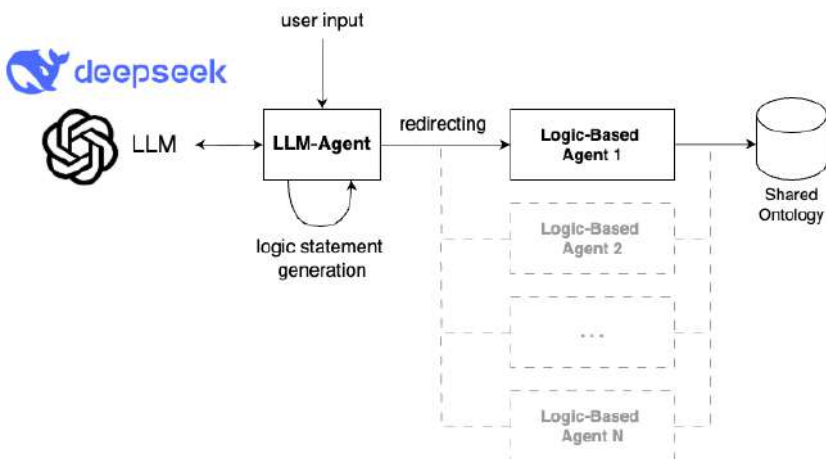 user input
deepseek
LLM
LLM-Agent
redirecting
Logic-Based
Agent 1
Shared
Ontology
logic statement
generation
Logic-Based
Agent 2
...
Logic-Based
Agent N